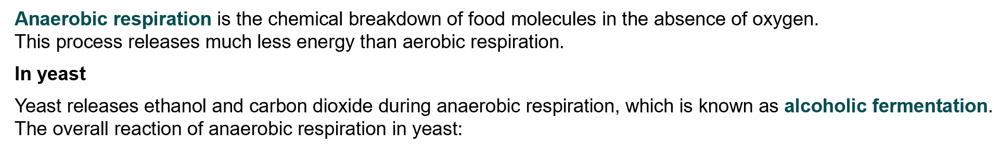 Anaerobic respiration is the chemical breakdown of food molecules in the absence of oxygen.
This process releases much less energy than aerobic respiration.
In yeast
Yeast releases ethanol and carbon dioxide during anaerobic respiration, which is known as alcoholic fermentation.
The overall reaction of anaerobic respiration in yeast: